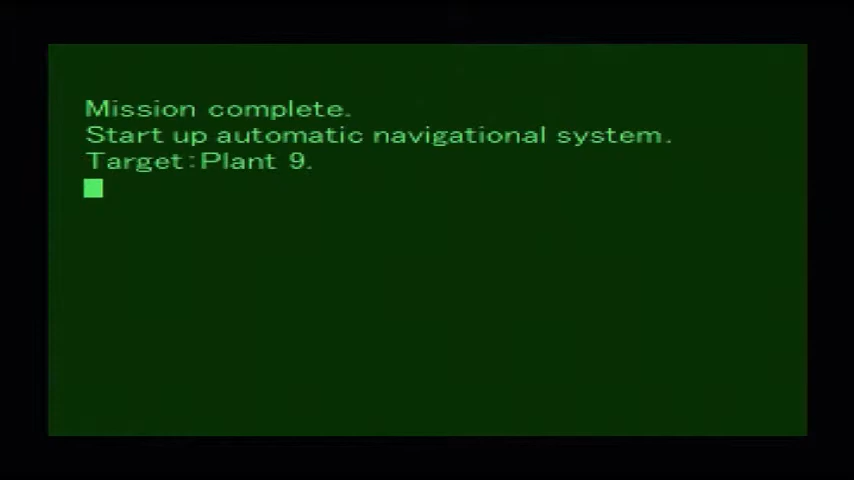 Mission complete.
Start up automatic navigational system.
Target:Plant 9.